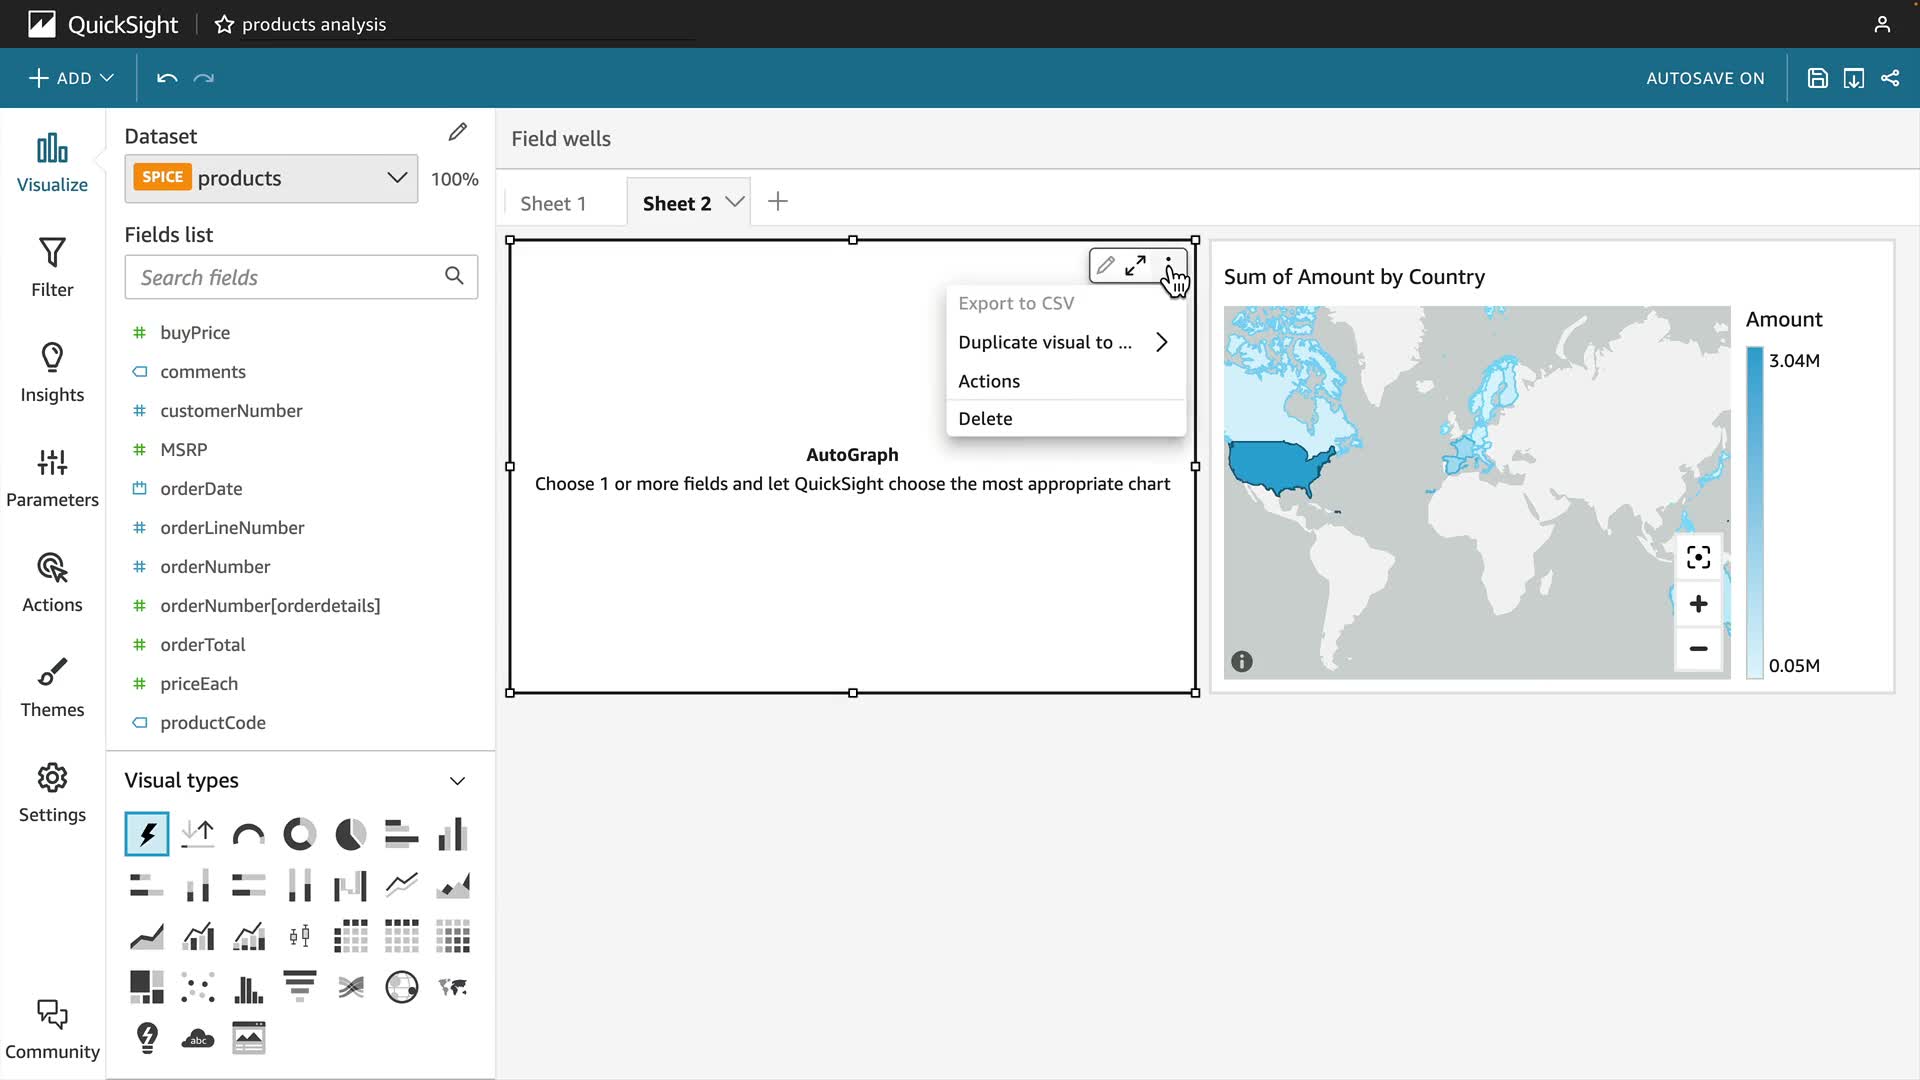 QuickSight
products analysis
ADD
AUTOSAVE ON
Visualize
Filter
Insights
Parameters
Actions
Themes
Settings
Community
Dataset
SPICE products
100%
Fields list
Search fields
buyPrice
comments
customerNumber
MSRP
orderDate
orderLineNumber
orderNumber
orderNumber[orderdetails]
orderTotal
priceEach
productCode
Visual types
abc
Field wells
Sheet 1
Sheet 2
Export to CSV
Duplicate visual to ...
Actions
Delete
AutoGraph
Choose 1 or more fields and let QuickSight choose the most appropriate chart
Sum of Amount by Country
Amount
3.04M
0.05M